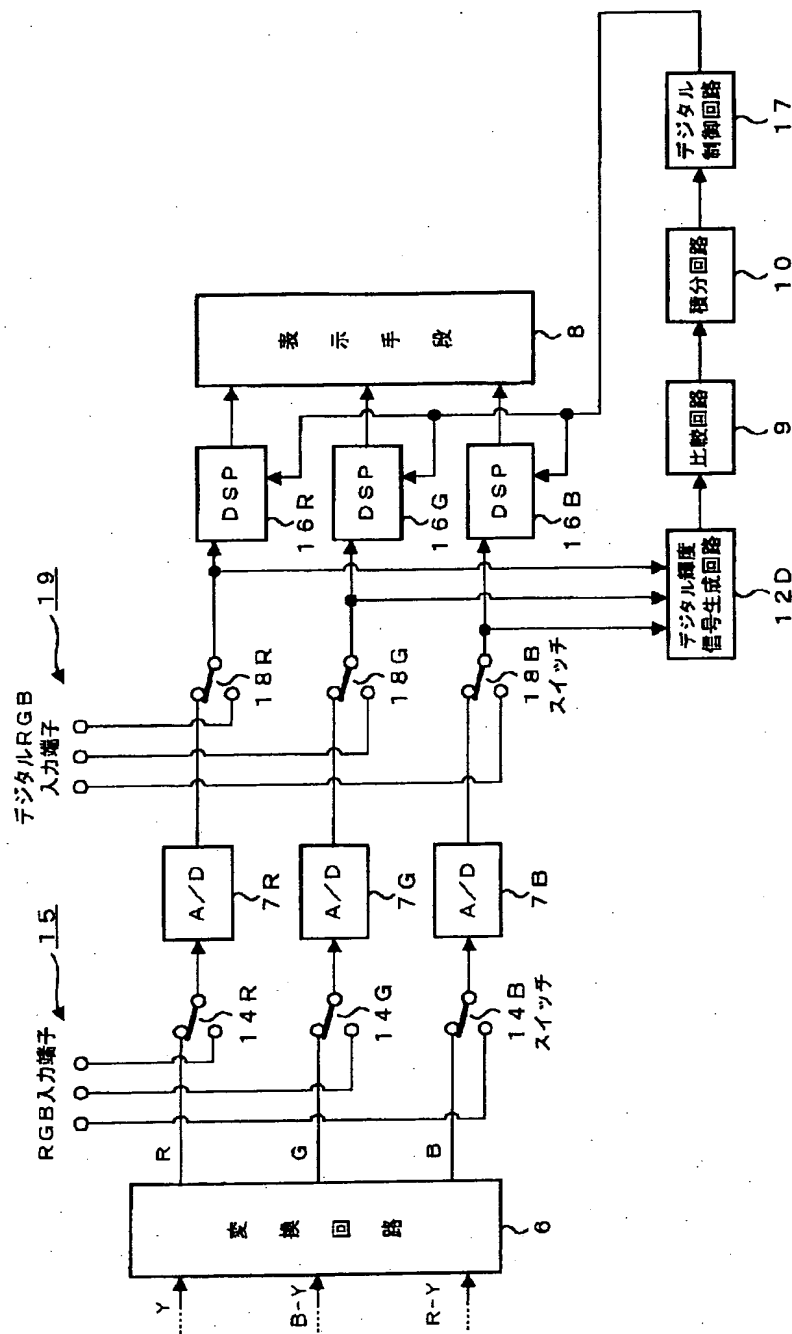 デジタルRGB
入力端子
19
RGB入力端子
15
Y
B-Y
R-Y
変換回路
6
R
G
B
14R
14G
14B
スイッチ
A/D
7R
A/D
7G
A/D
7B
18R
18G
18B
スイッチ
DSP
16R
DSP
16G
DSP
16B
表示手段
8
デジタル輝度
信号生成回路
12D
比較回路
9
積分回路
10
デジタル
制御回路
17